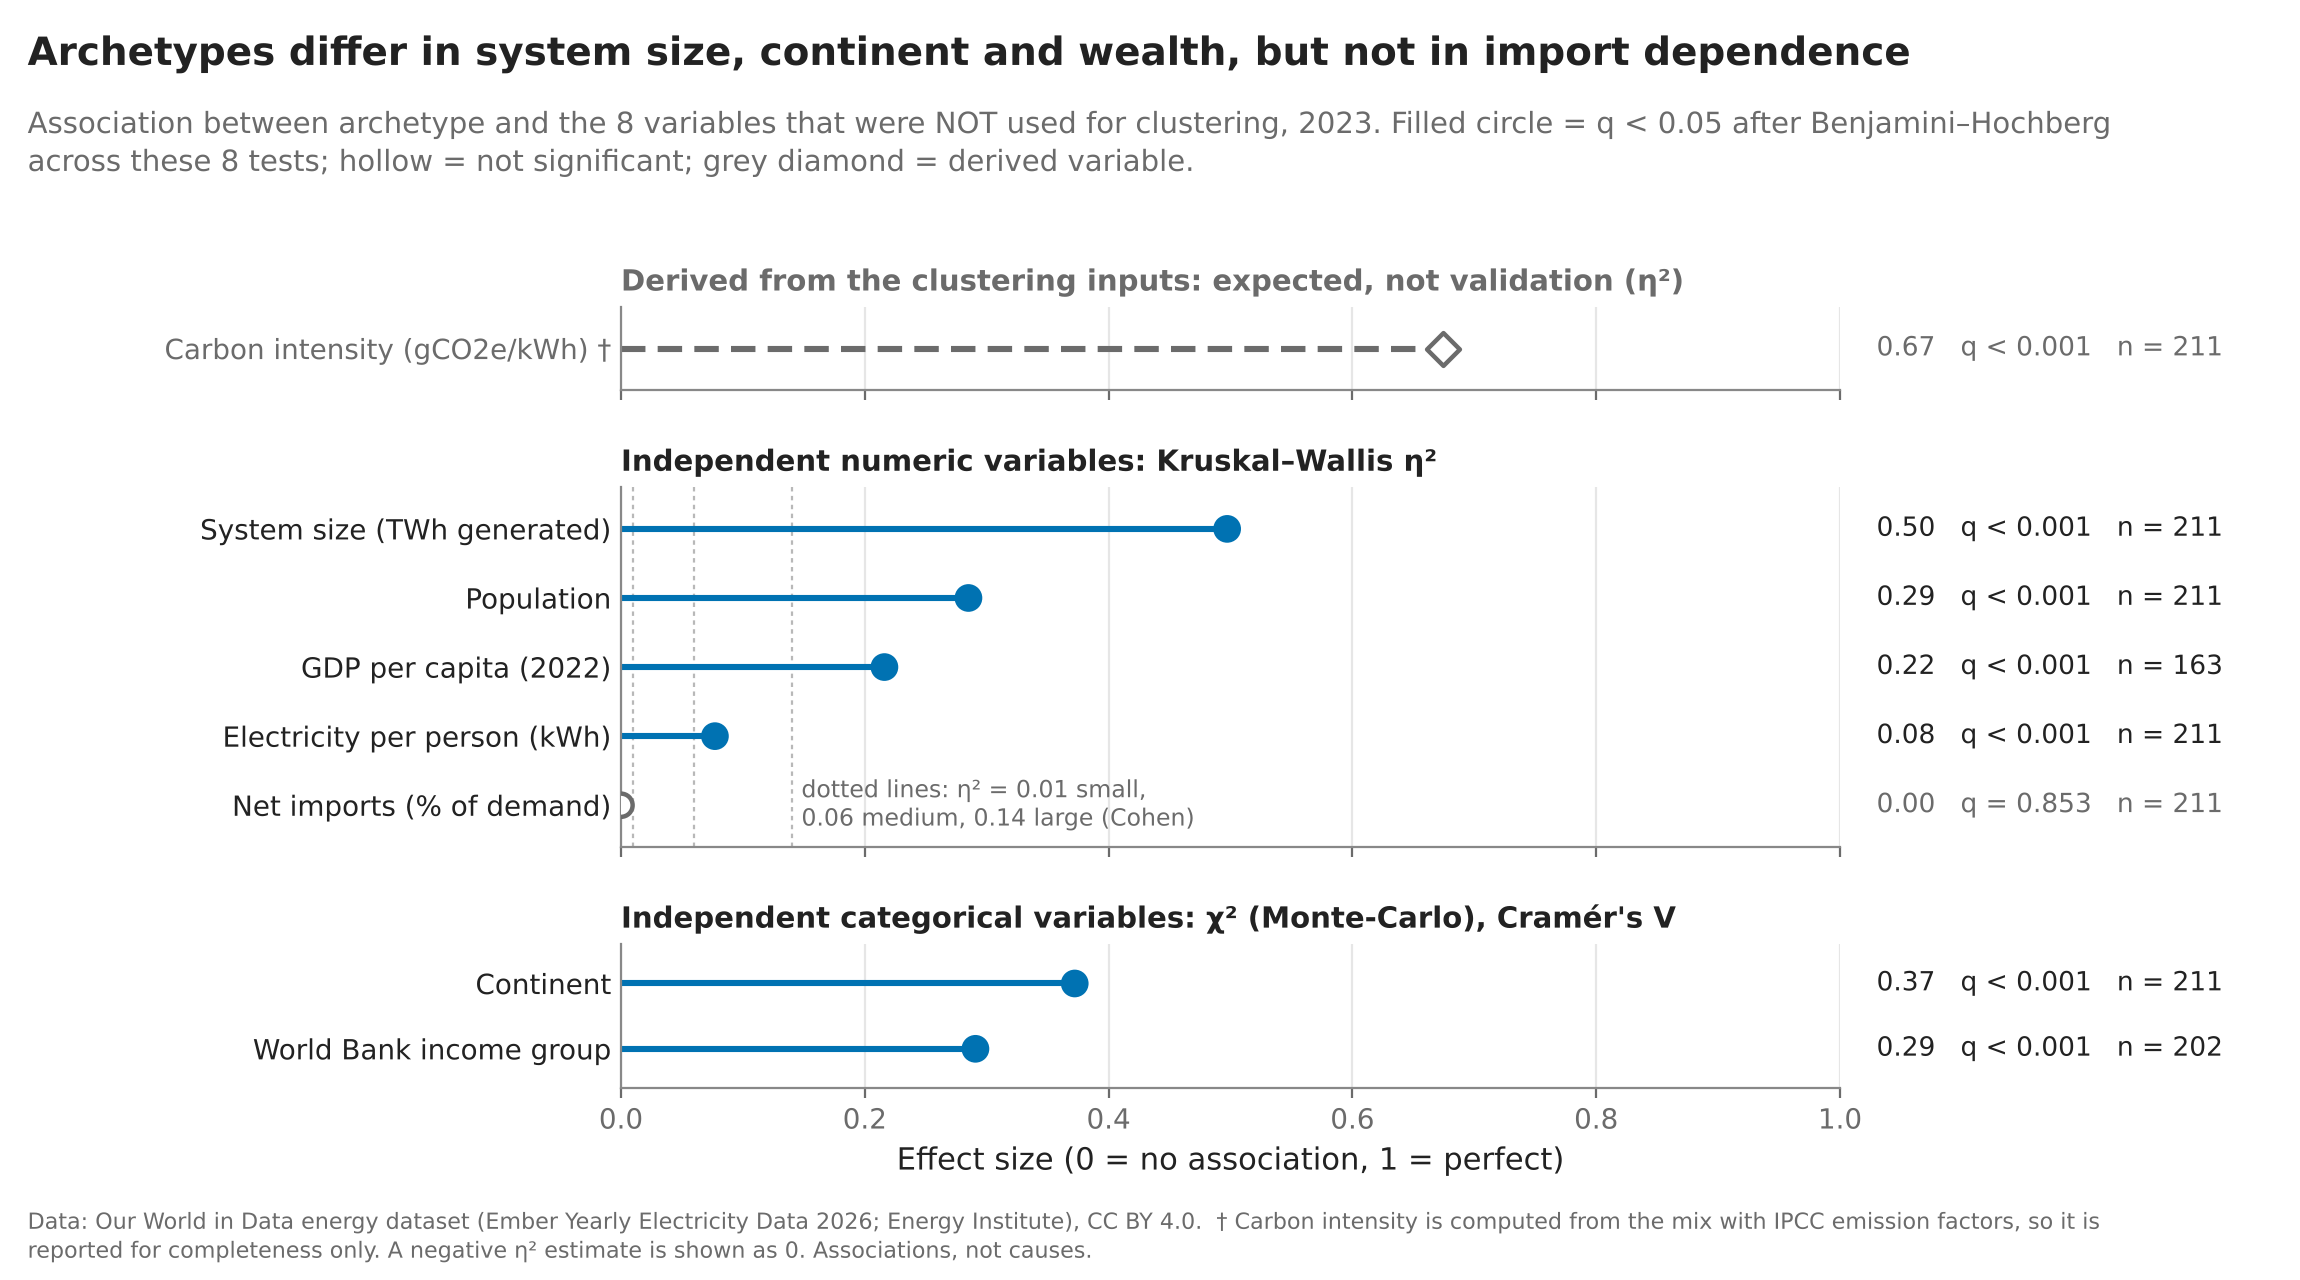 Archetypes differ in system size, continent and wealth, but not in import dependence
Association between archetype and the 8 variables that were NOT used for clustering, 2023. Filled circle = q < 0.05 after Benjamini–Hochberg
across these 8 tests; hollow = not significant; grey diamond = derived variable.
Derived from the clustering inputs: expected, not validation (η²)
Carbon intensity (gCO2e/kWh) † 0.67 q < 0.001 n = 211
Independent numeric variables: Kruskal–Wallis η²
System size (TWh generated) 0.50 q < 0.001 n = 211
Population 0.29 q < 0.001 n = 211
GDP per capita (2022) 0.22 q < 0.001 n = 163
Electricity per person (kWh) 0.08 q < 0.001 n = 211
dotted lines: η² = 0.01 small,
0.06 medium, 0.14 large (Cohen)
Net imports (% of demand) 0.00 q = 0.853 n = 211
Independent categorical variables: χ² (Monte-Carlo), Cramér's V
Continent 0.37 q < 0.001 n = 211
World Bank income group 0.29 q < 0.001 n = 202
0.0 0.2 0.4 0.6 0.8 1.0
Effect size (0 = no association, 1 = perfect)
Data: Our World in Data energy dataset (Ember Yearly Electricity Data 2026; Energy Institute), CC BY 4.0. † Carbon intensity is computed from the mix with IPCC emission factors, so it is
reported for completeness only. A negative η² estimate is shown as 0. Associations, not causes.